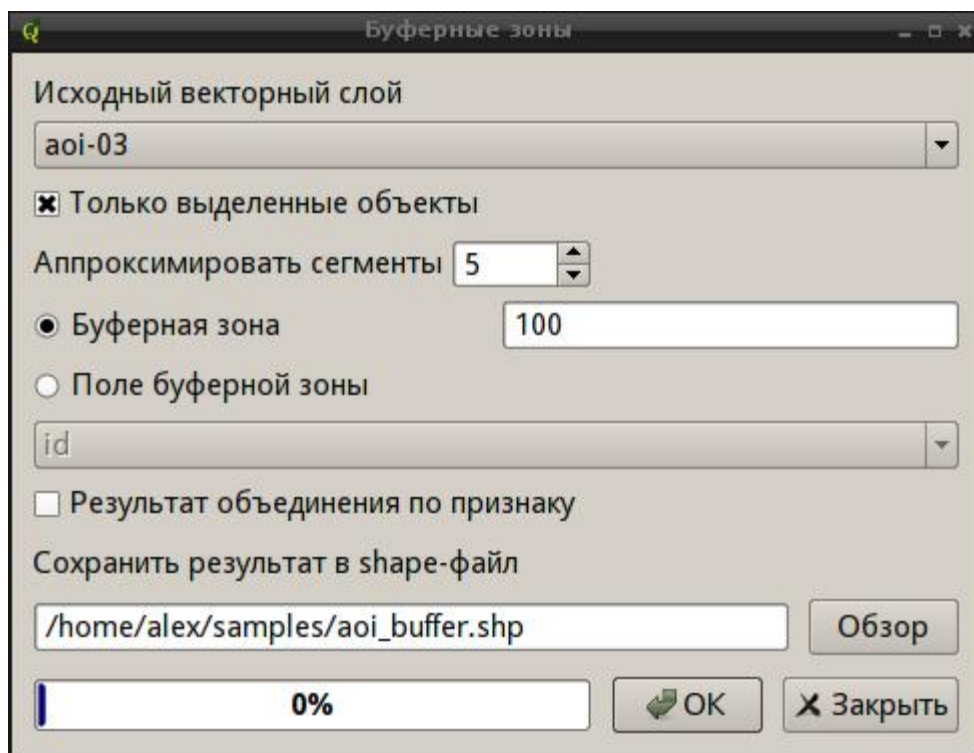 Буферные зоны
Исходный векторный слой
aoi-03
Только выделенные объекты
Аппроксимировать сегменты 5
Буферная зона 100
Поле буферной зоны
id
Результат объединения по признаку
Сохранить результат в shape-файл
/home/alex/samples/aoi_buffer.shp Обзор
0% OK Закрыть